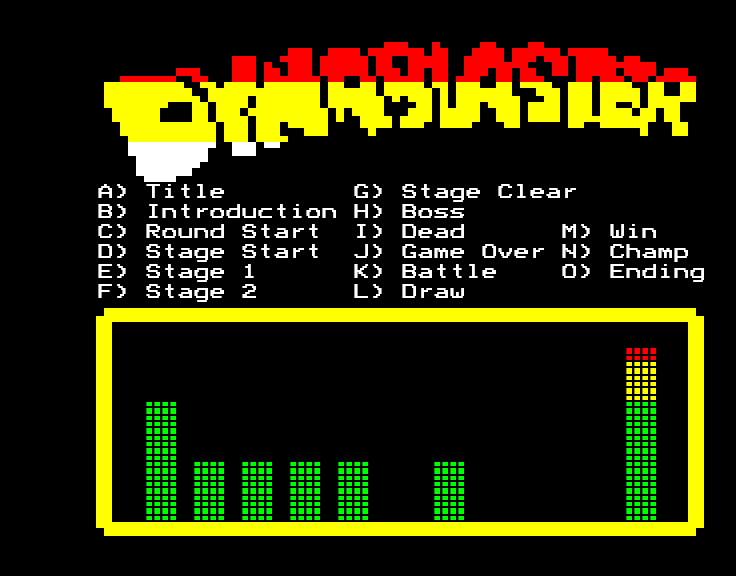 DYNABLASTER
A) Title G) Stage Clear
B) Introduction H) Boss
C) Round Start I) Dead M) Win
D) Stage Start J) Game Over N) Champ
E) Stage 1 K) Battle O) Ending
F) Stage 2 L) Draw